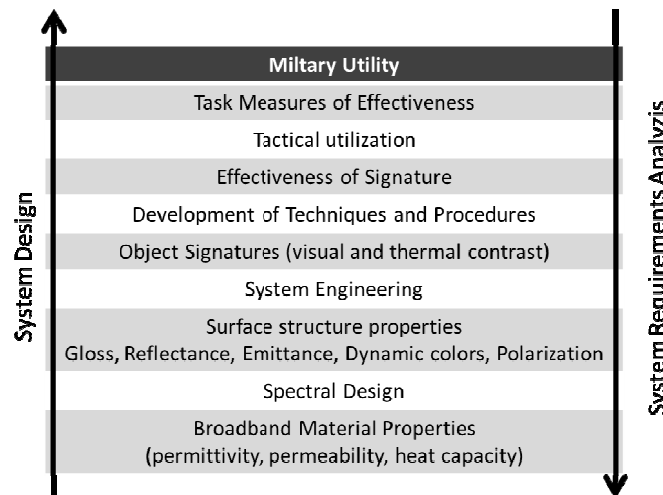 Miltary Utility
Task Measures of Effectiveness
Tactical utilization
Effectiveness of Signature
Development of Techniques and Procedures
Object Signatures (visual and thermal contrast)
System Engineering
Surface structure properties
Gloss, Reflectance, Emittance, Dynamic colors, Polarization
Spectral Design
Broadband Material Properties
(permittivity, permeability, heat capacity)
System Design
System Requirements Analyzis